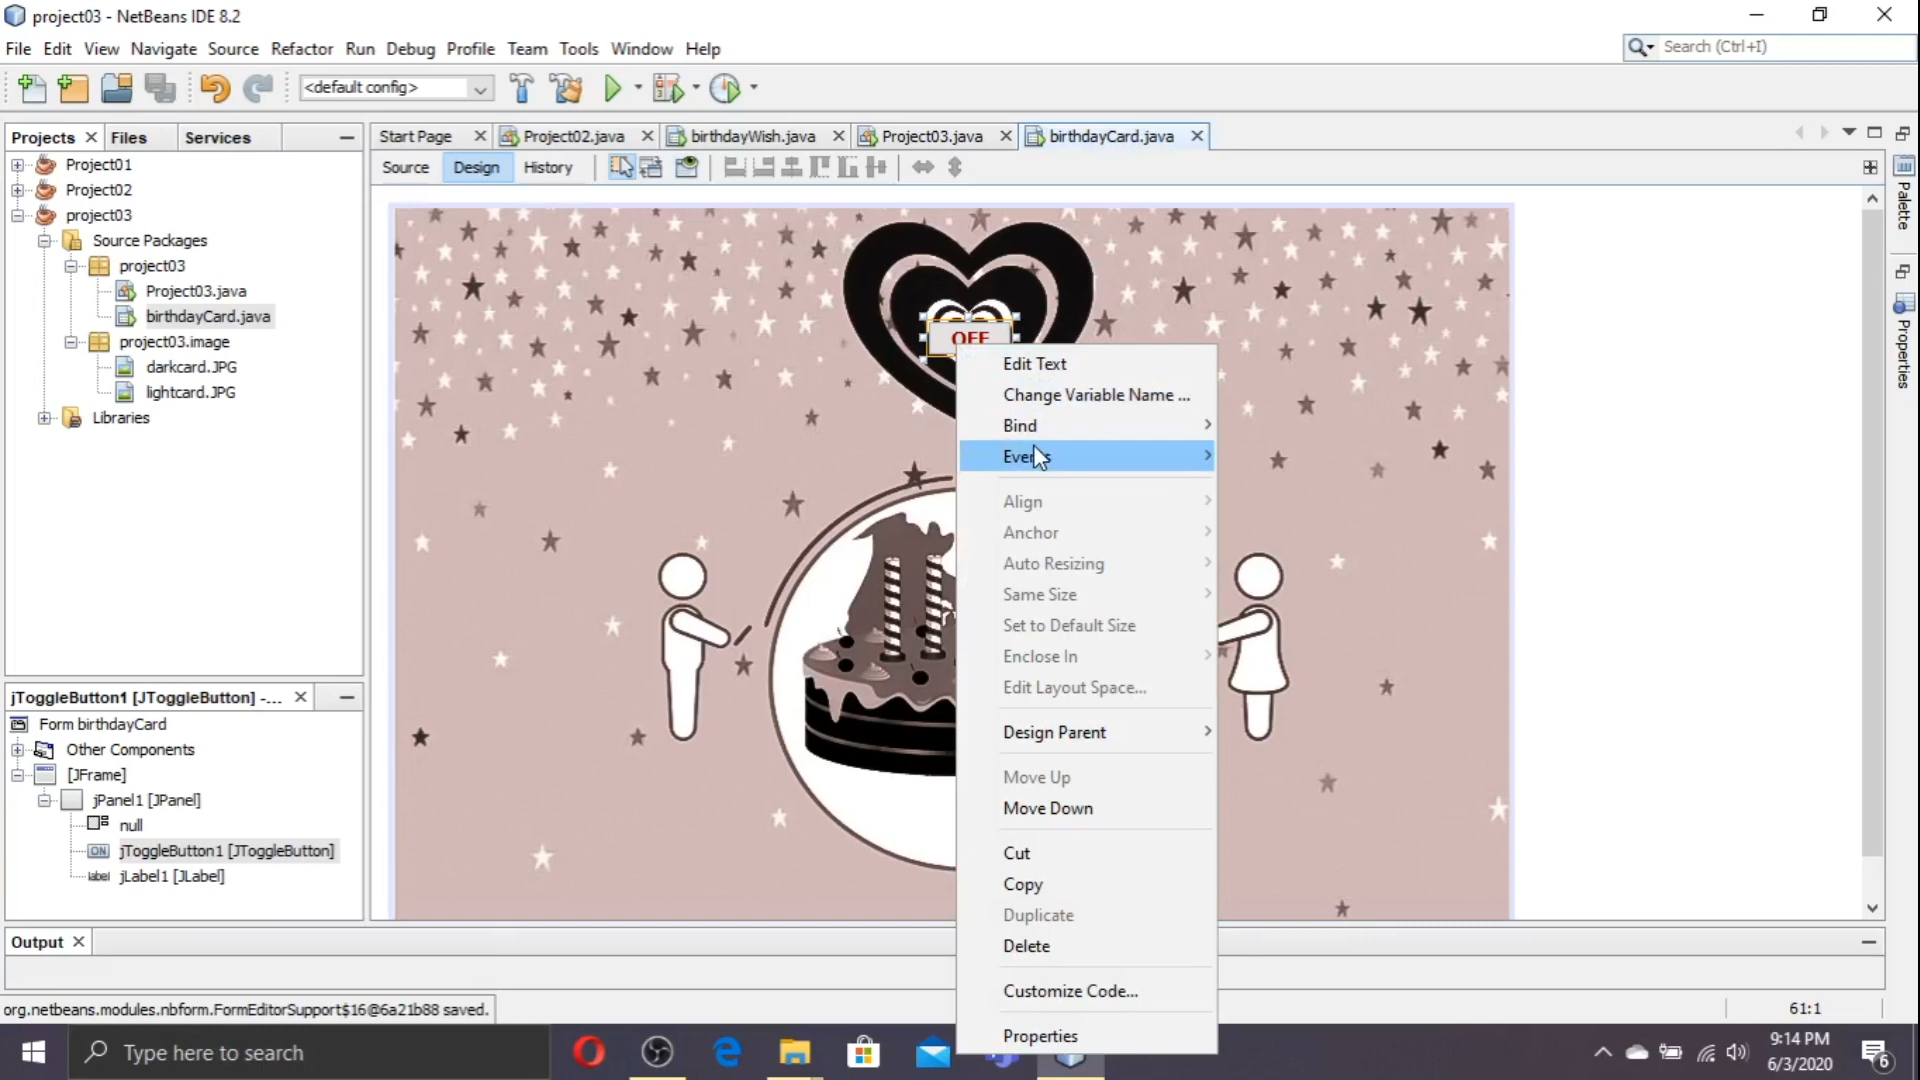 project03 - NetBeans IDE 8.2
File Edit View Navigate Source Refactor Run Debug Profile Team Tools Window Help
Search (Ctrl+I)
<default config>
Projects Files Services
Start Page Project02.java birthdayWish.java Project03.java birthdayCard.java
Source Design History
Project01
Project02
project03
Source Packages
project03
Project03.java
birthdayCard.java
project03.image
darkcard.JPG
lightcard.JPG
Libraries
Palette
Properties
OFF
Edit Text
Change Variable Name ...
Bind
Events
Align
Anchor
Auto Resizing
Same Size
Set to Default Size
Enclose In
Edit Layout Space...
Design Parent
Move Up
Move Down
Cut
Copy
Duplicate
Delete
Customize Code...
Properties
jToggleButton1 [JToggleButton] -...
Form birthdayCard
Other Components
[JFrame]
jPanel1 [JPanel]
null
ON jToggleButton1 [JToggleButton]
label jLabel1 [JLabel]
Output
org.netbeans.modules.nbform.FormEditorSupport$16@6a21b88 saved.
61:1
Type here to search
9:14 PM
6/3/2020
6